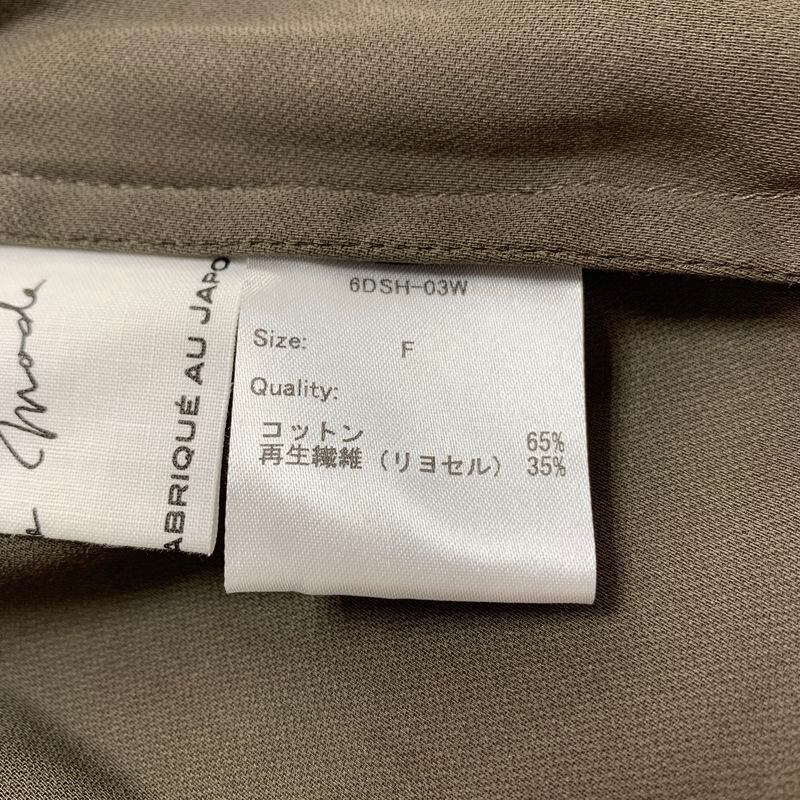 6DSH-03W
Size: F
Quality:
コットン 65%
再生繊維（リヨセル） 35%
Mode
ABRIQUÉ AU JAPO